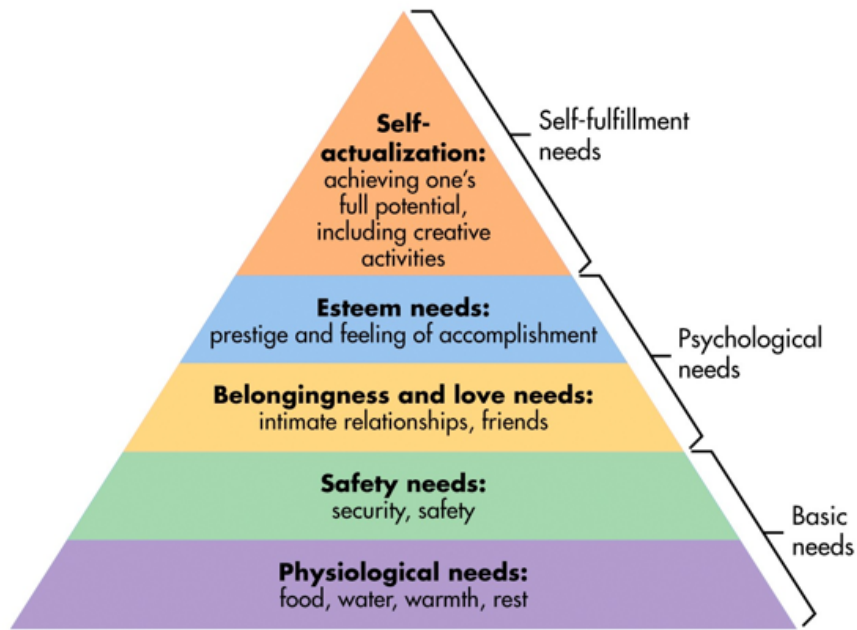 Self-
actualization:
achieving one's
full potential,
including creative
activities
Self-fulfillment
needs
Esteem needs:
prestige and feeling of accomplishment
Psychological
needs
Belongingness and love needs:
intimate relationships, friends
Safety needs:
security, safety
Basic
needs
Physiological needs:
food, water, warmth, rest